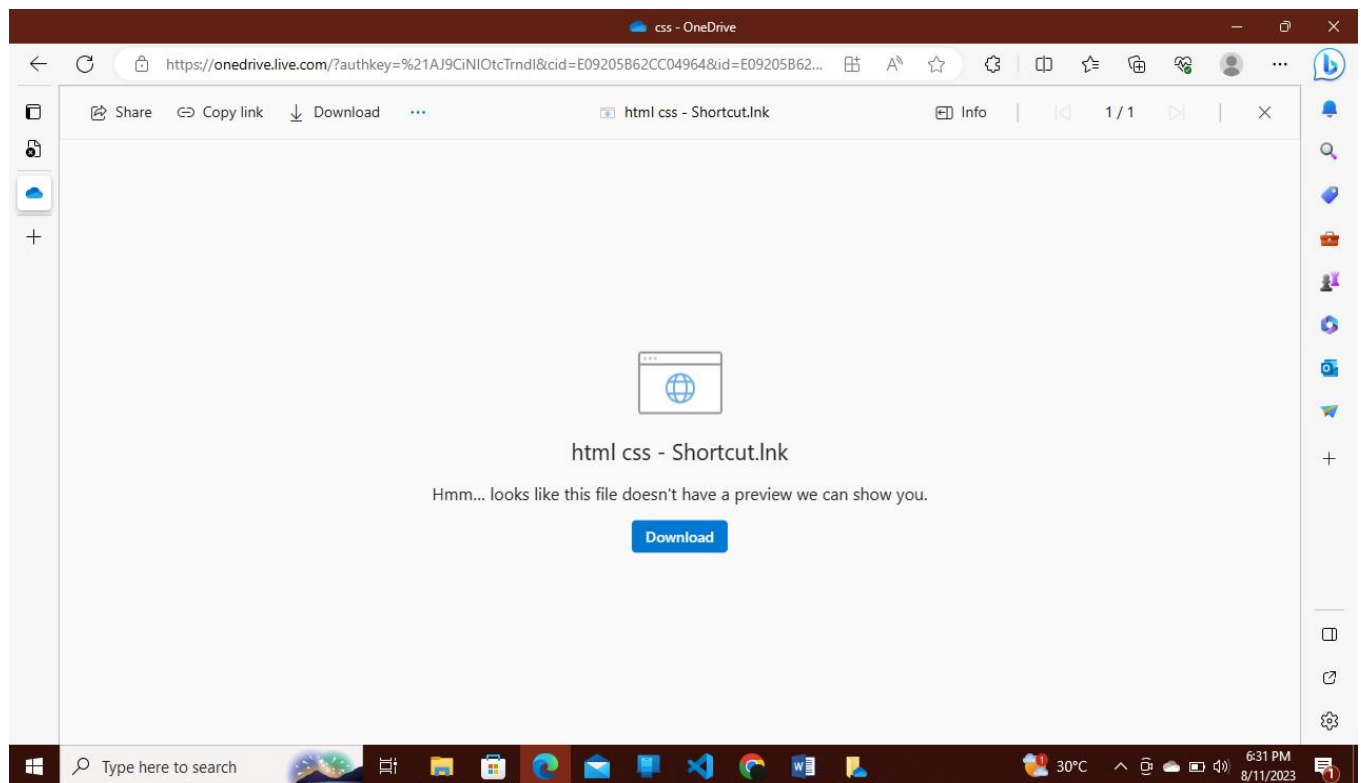 css - OneDrive
https://onedrive.live.com/?authkey=%21AJ9CiNIOtcTrndI&cid=E09205B62CC04964&id=E09205B62...
Share Copy link Download ... html css - Shortcut.lnk Info 1 / 1
html css - Shortcut.lnk
Hmm... looks like this file doesn't have a preview we can show you.
Download
Type here to search 30°C 6:31 PM
8/11/2023